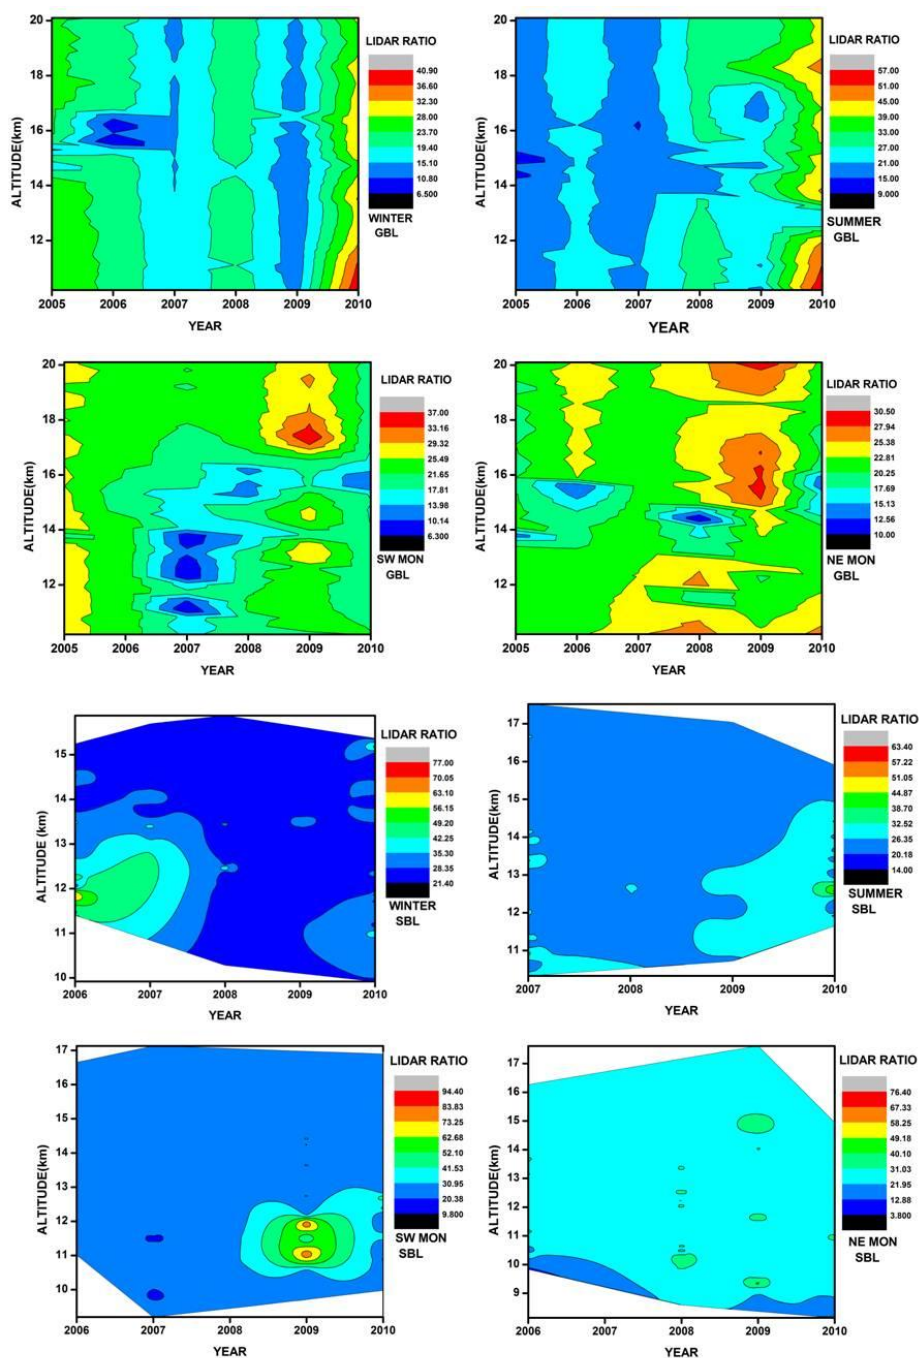 LIDAR RATIO
40.90
36.60
32.30
28.00
23.70
19.40
15.10
10.80
6.500
WINTER
GBL
ALTITUDE(km)
20
18
16
14
12
2005 2006 2007 2008 2009 2010
YEAR
LIDAR RATIO
57.00
51.00
45.00
39.00
33.00
27.00
21.00
15.00
9.000
SUMMER
GBL
ALTITUDE(km)
20
18
16
14
12
2005 2006 2007 2008 2009 2010
YEAR
LIDAR RATIO
37.00
33.16
29.32
25.49
21.65
17.81
13.98
10.14
6.300
SW MON
GBL
ALTITUDE(km)
20
18
16
14
12
2005 2006 2007 2008 2009 2010
YEAR
LIDAR RATIO
30.50
27.94
25.38
22.81
20.25
17.69
15.13
12.56
10.00
NE MON
GBL
ALTITUDE(km)
20
18
16
14
12
2005 2006 2007 2008 2009 2010
YEAR
LIDAR RATIO
77.00
70.05
63.10
56.15
49.20
42.25
35.30
28.35
21.40
WINTER
SBL
ALTITUDE (km)
15
14
13
12
11
10
2006 2007 2008 2009 2010
YEAR
LIDAR RATIO
63.40
57.22
51.05
44.87
38.70
32.52
26.35
20.18
14.00
SUMMER
SBL
ALTITUDE(km)
17
16
15
14
13
12
11
2007 2008 2009 2010
YEAR
LIDAR RATIO
94.40
83.83
73.25
62.68
52.10
41.53
30.95
20.38
9.800
SW MON
SBL
ALTITUDE(km)
17
16
15
14
13
12
11
10
2006 2007 2008 2009 2010
YEAR
LIDAR RATIO
76.40
67.33
58.25
49.18
40.10
31.03
21.95
12.88
3.800
NE MON
SBL
ALTITUDE(km)
17
16
15
14
13
12
11
10
9
2006 2007 2008 2009 2010
YEAR